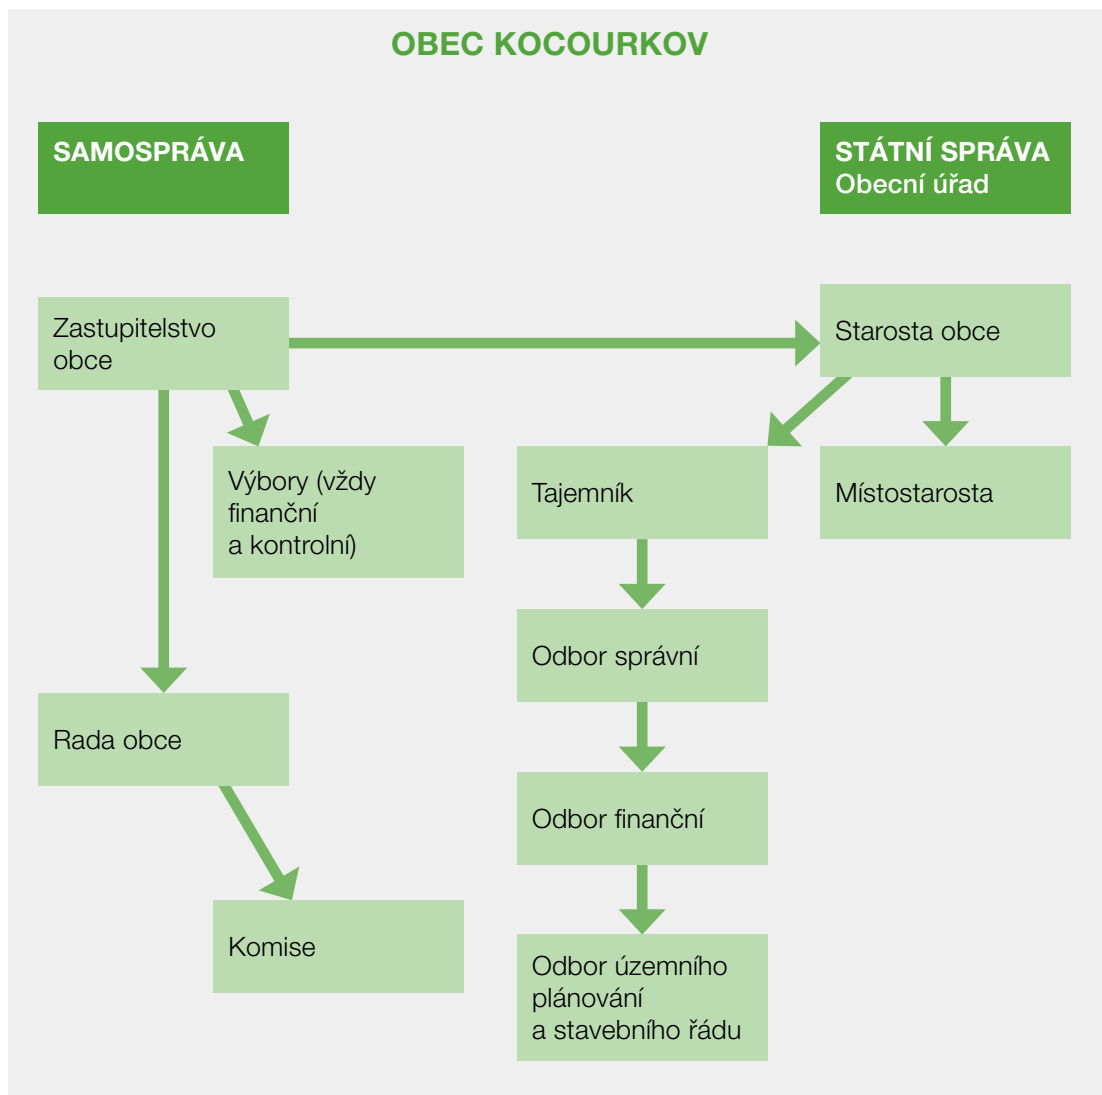 OBEC KOCOURKOV
SAMOSPRÁVA
STÁTNÍ SPRÁVA
Obecní úřad
Zastupitelstvo
obce
Starosta obce
Výbory (vždy
finanční
a kontrolní)
Tajemník
Místostarosta
Odbor správní
Rada obce
Odbor finanční
Komise
Odbor územního
plánování
a stavebního řádu